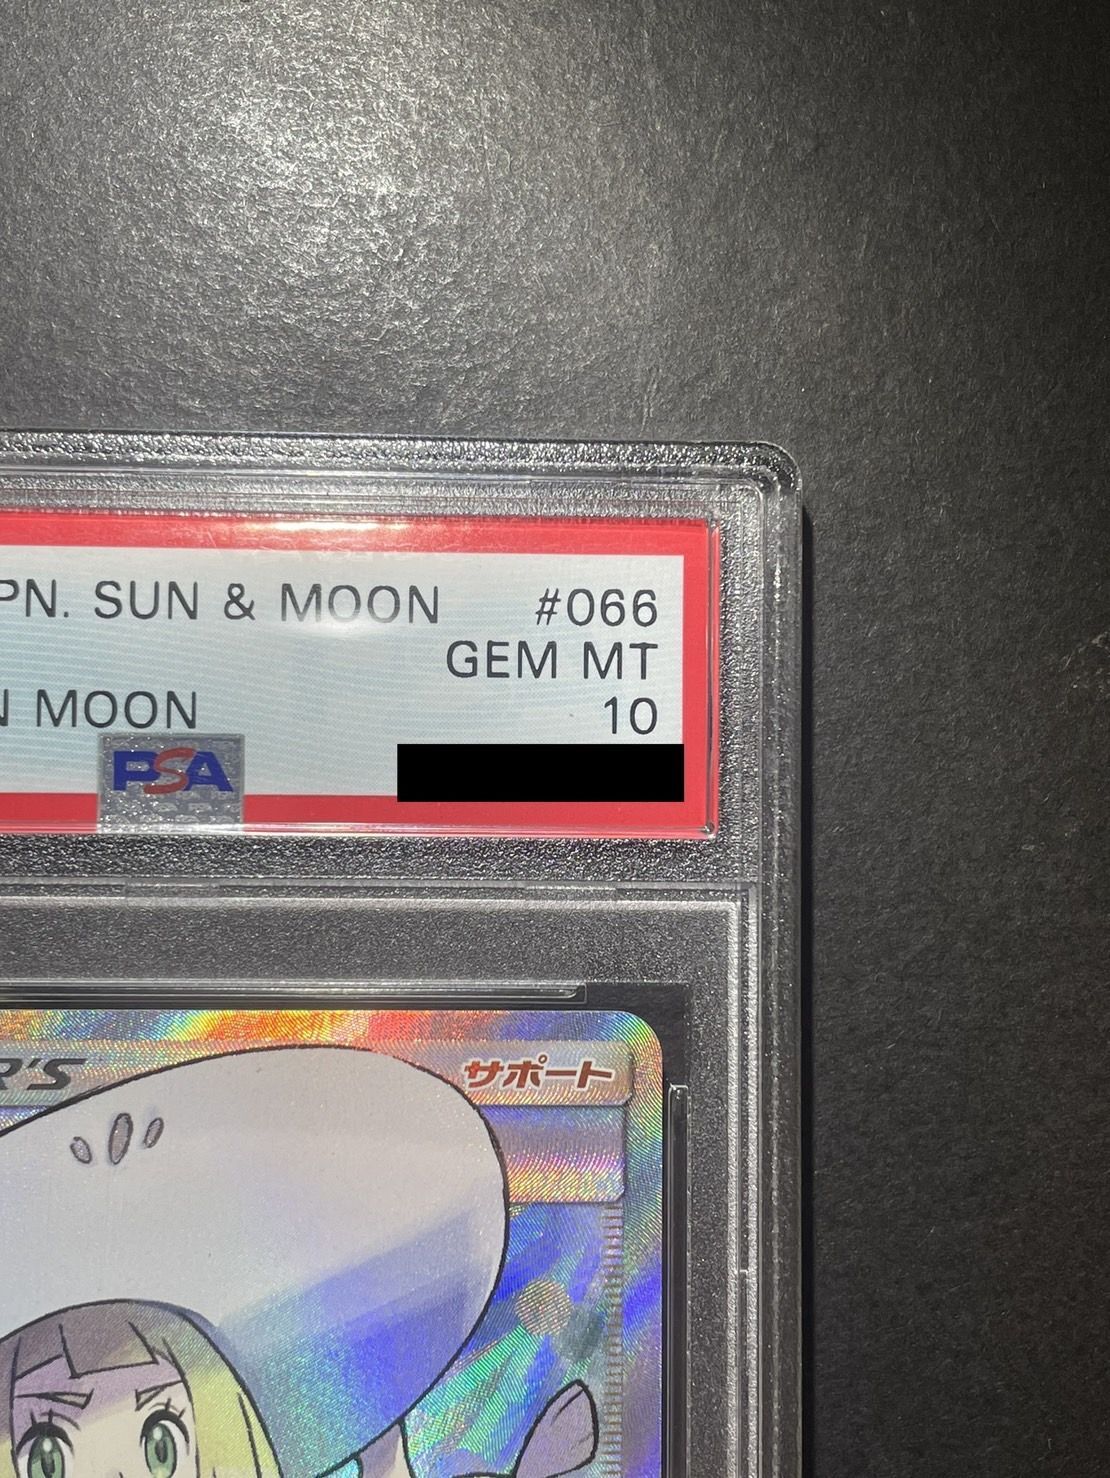 PN. SUN & MOON #066
GEM MT
N MOON 10
PSA
R'S サポート